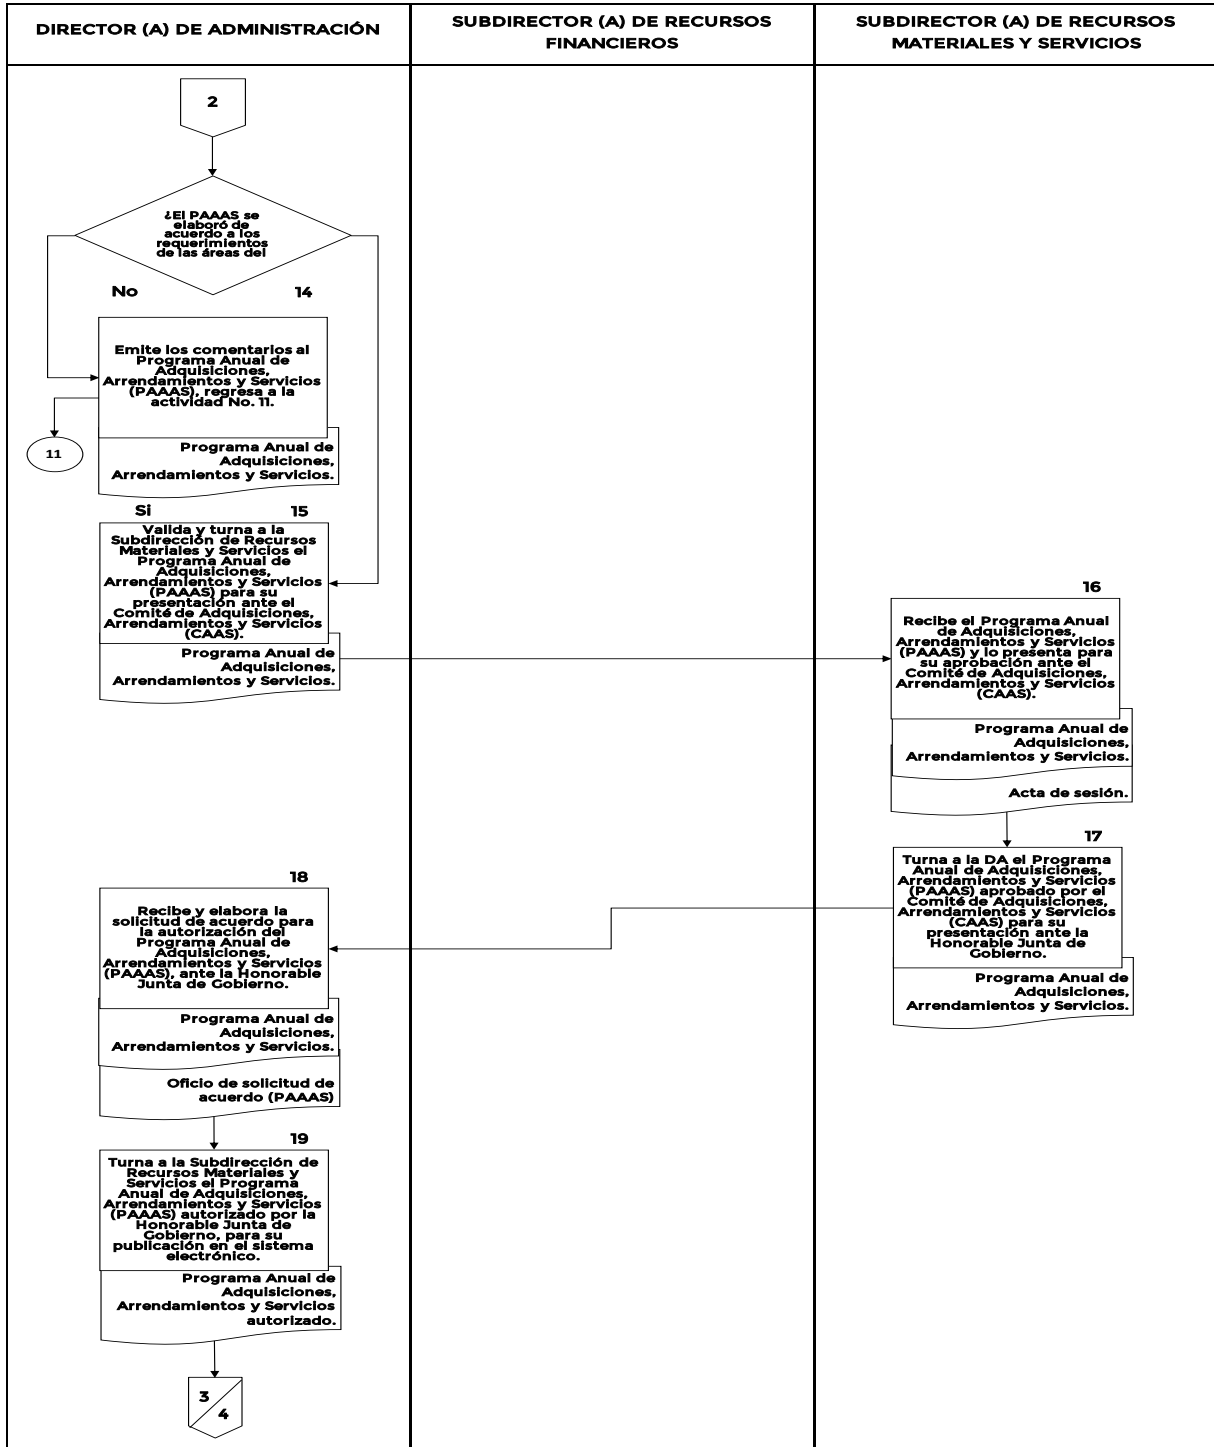 DIRECTOR (A) DE ADMINISTRACIÓN
SUBDIRECTOR (A) DE RECURSOS
FINANCIEROS
SUBDIRECTOR (A) DE RECURSOS
MATERIALES Y SERVICIOS
2
¿El PAAAS se
elaboró de
acuerdo a los
requerimientos
de las áreas del
No
14
Emite los comentarios al
Programa Anual de
Adquisiciones,
Arrendamientos y Servicios
(PAAAS), regresa a la
actividad No. 11.
11
Programa Anual de
Adquisiciones,
Arrendamientos y Servicios.
Si
15
Valida y turna a la
Subdirección de Recursos
Materiales y Servicios el
Programa Anual de
Adquisiciones,
Arrendamientos y Servicios
(PAAAS) para su
presentación ante el
Comité de Adquisiciones,
Arrendamientos y Servicios
(CAAS).
Programa Anual de
Adquisiciones,
Arrendamientos y Servicios.
16
Recibe el Programa Anual
de Adquisiciones,
Arrendamientos y Servicios
(PAAAS) y lo presenta para
su aprobación ante el
Comité de Adquisiciones,
Arrendamientos y Servicios
(CAAS).
Programa Anual de
Adquisiciones,
Arrendamientos y Servicios.
Acta de sesión.
17
Turna a la DA el Programa
Anual de Adquisiciones,
Arrendamientos y Servicios
(PAAAS) aprobado por el
Comité de Adquisiciones,
Arrendamientos y Servicios
(CAAS) para su
presentación ante la
Honorable Junta de
Gobierno.
Programa Anual de
Adquisiciones,
Arrendamientos y Servicios.
18
Recibe y elabora la
solicitud de acuerdo para
la autorización del
Programa Anual de
Adquisiciones,
Arrendamientos y Servicios
(PAAAS), ante la Honorable
Junta de Gobierno.
Programa Anual de
Adquisiciones,
Arrendamientos y Servicios.
Oficio de solicitud de
acuerdo (PAAAS)
19
Turna a la Subdirección de
Recursos Materiales y
Servicios el Programa
Anual de Adquisiciones,
Arrendamientos y Servicios
(PAAAS) autorizado por la
Honorable Junta de
Gobierno, para su
publicación en el sistema
electrónico.
Programa Anual de
Adquisiciones,
Arrendamientos y Servicios
autorizado.
3
4